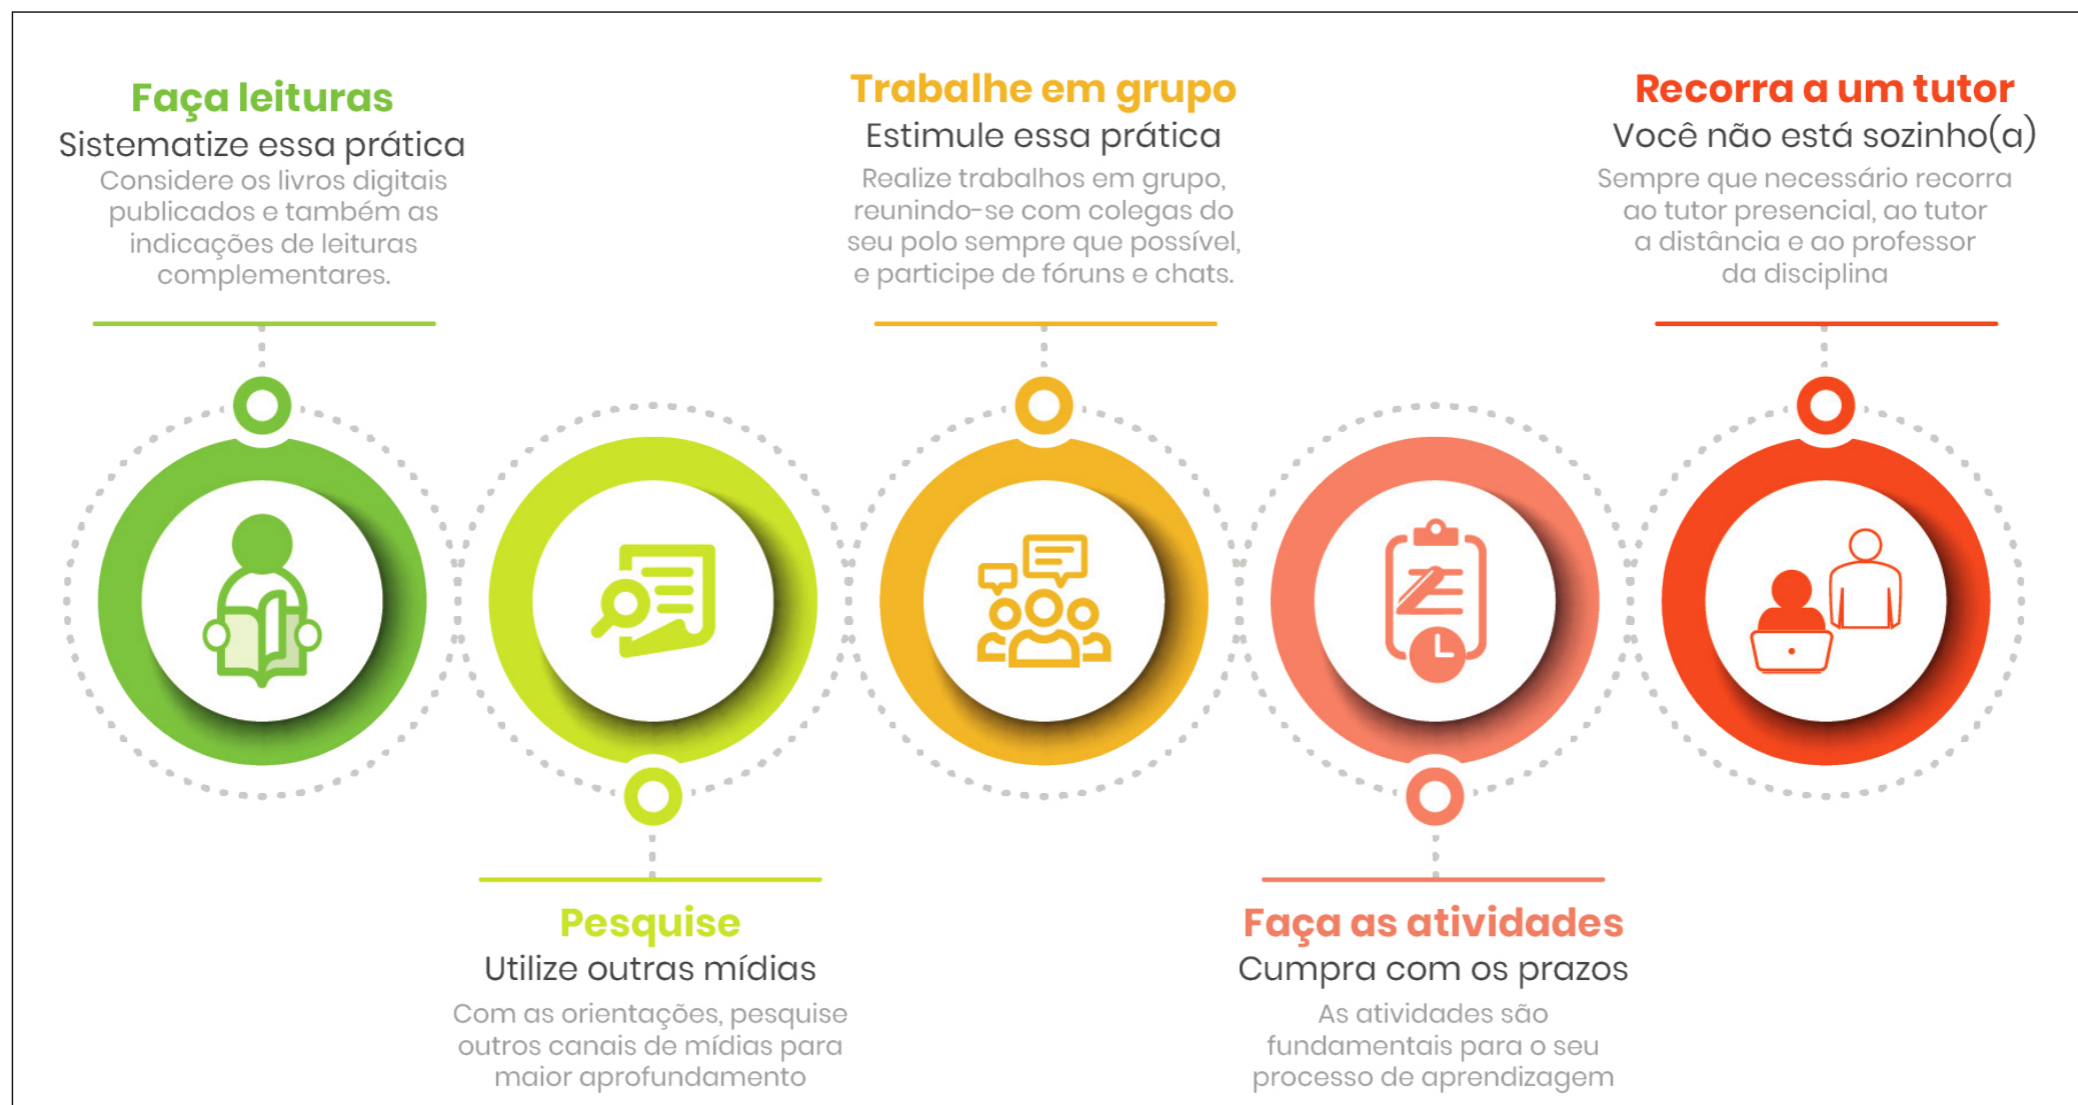 Faça leituras
Sistematize essa prática
Considere os livros digitais
publicados e também as
indicações de leituras
complementares.
Pesquise
Utilize outras mídias
Com as orientações, pesquise
outros canais de mídias para
maior aprofundamento
Trabalhe em grupo
Estimule essa prática
Realize trabalhos em grupo,
reunindo-se com colegas do
seu polo sempre que possível,
e participe de fóruns e chats.
Faça as atividades
Cumpra com os prazos
As atividades são
fundamentais para o seu
processo de aprendizagem
Recorra a um tutor
Você não está sozinho(a)
Sempre que necessário recorra
ao tutor presencial, ao tutor
a distância e ao professor
da disciplina